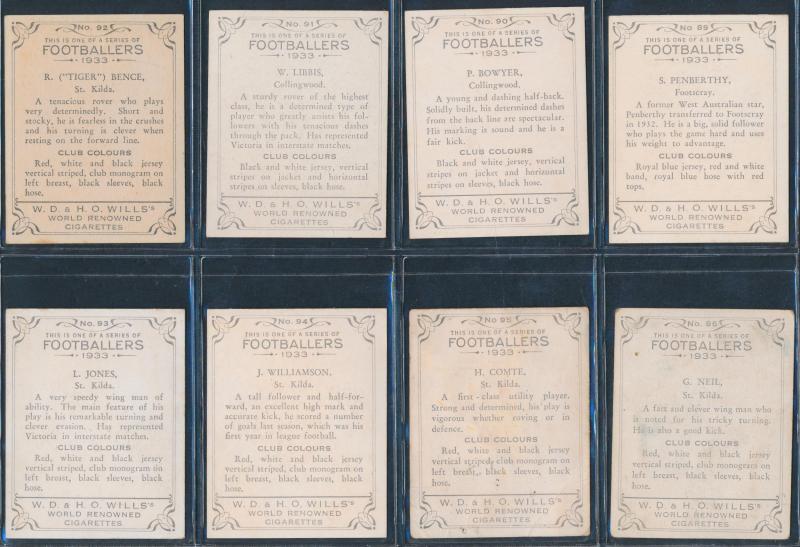 No. 92
THIS IS ONE OF A SERIES OF
FOOTBALLERS
1933
R. ("TIGER") BENCE,
St. Kilda.
A tenacious rover who plays
very determinedly. Short and
stocky, he is fearless in the crushes
and his turning is clever when
resting on the forward line.
CLUB COLOURS
Red, white and black jersey
vertical striped, club monogram on
left breast, black sleeves, black
hose.
W. D. & H. O. WILLS'S
WORLD RENOWNED
CIGARETTES
No. 91
THIS IS ONE OF A SERIES OF
FOOTBALLERS
1933
W. LIBBIS,
Collingwood.
A sturdy rover of the highest
class, he is a determined type of
player who greatly assists his fol-
lowers with his tenacious dashes
through the pack. Has represented
Victoria in interstate matches.
CLUB COLOURS
Black and white jersey, vertical
stripes on jacket and horizontal
stripes on sleeves, black hose.
W. D. & H. O. WILLS'S
WORLD RENOWNED
CIGARETTES
No. 90
THIS IS ONE OF A SERIES OF
FOOTBALLERS
1933
P. BOWYER,
Collingwood.
A young and dashing half-back.
Solidly built, his determined dashes
from the back line are spectacular.
His marking is sound and he is a
fair kick.
CLUB COLOURS
Black and white jersey, vertical
stripes on jacket and horizontal
stripes on sleeves, black hose.
W. D. & H. O. WILLS'S
WORLD RENOWNED
CIGARETTES
No 89
THIS IS ONE OF A SERIES OF
FOOTBALLERS
1933
S. PENBERTHY,
Footscray.
A former West Australian star,
Penberthy transferred to Footscray
in 1932. He is a big, solid follower
who plays the game hard and uses
his weight to advantage.
CLUB COLOURS
Royal blue jersey, red and white
band, royal blue hose with red
tops.
W. D. & H. O. WILLS'S
WORLD RENOWNED
CIGARETTES
No. 93
THIS IS ONE OF A SERIES OF
FOOTBALLERS
1933
L. JONES,
St. Kilda.
A very speedy wing man of
ability. The main feature of his
play is his remarkable turning and
clever evasion. Has represented
Victoria in interstate matches.
CLUB COLOURS
Red, white and black jersey
vertical striped, club monogram on
left breast, black sleeves, black
hose.
W. D. & H. O. WILLS'S
WORLD RENOWNED
CIGARETTES
No. 94
THIS IS ONE OF A SERIES OF
FOOTBALLERS
1933
J. WILLIAMSON,
St. Kilda.
A tall follower and half-for-
ward, an excellent high mark and
accurate kick, he scored a number
of goals last season, which was his
first year in league football.
CLUB COLOURS
Red, white and black jersey
vertical striped, club monogram on
left breast, black sleeves, black
hose.
W. D. & H. O. WILLS'S
WORLD RENOWNED
CIGARETTES
No. 95
THIS IS ONE OF A SERIES OF
FOOTBALLERS
1933
H. COMTE,
St. Kilda.
A first-class utility player.
Strong and determined, his play is
vigorous whether roving or in
defence.
CLUB COLOURS
Red, white and black jersey
vertical striped, club monogram on
left breast, black sleeves, black
hose.
W. D. & H. O. WILLS'S
WORLD RENOWNED
CIGARETTES
No. 96
THIS IS ONE OF A SERIES OF
FOOTBALLERS
1933
G. NEIL,
St. Kilda.
A fast and clever wing man who
is noted for his tricky turning.
He is also a good kick.
CLUB COLOURS
Red, white and black jersey
vertical striped, club monogram on
left breast, black sleeves, black
hose.
W. D. & H. O. WILLS'S
WORLD RENOWNED
CIGARETTES